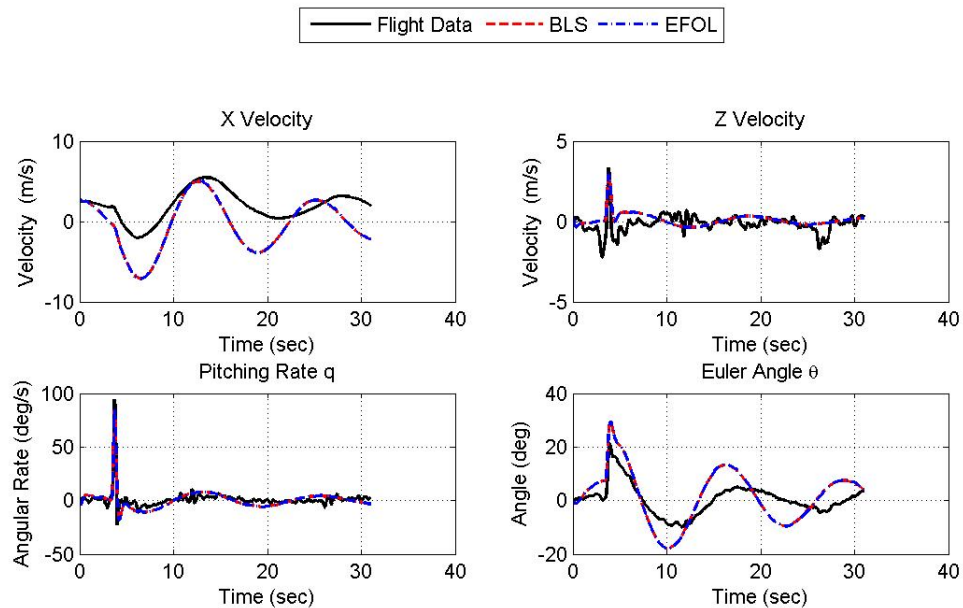 Flight Data BLS EFOL
X Velocity
Velocity (m/s)
10
0
-10
0 10 20 30 40
Time (sec)
Z Velocity
Velocity (m/s)
5
0
-5
0 10 20 30 40
Time (sec)
Pitching Rate q
Angular Rate (deg/s)
100
50
0
-50
0 10 20 30 40
Time (sec)
Euler Angle θ
Angle (deg)
40
20
0
-20
0 10 20 30 40
Time (sec)